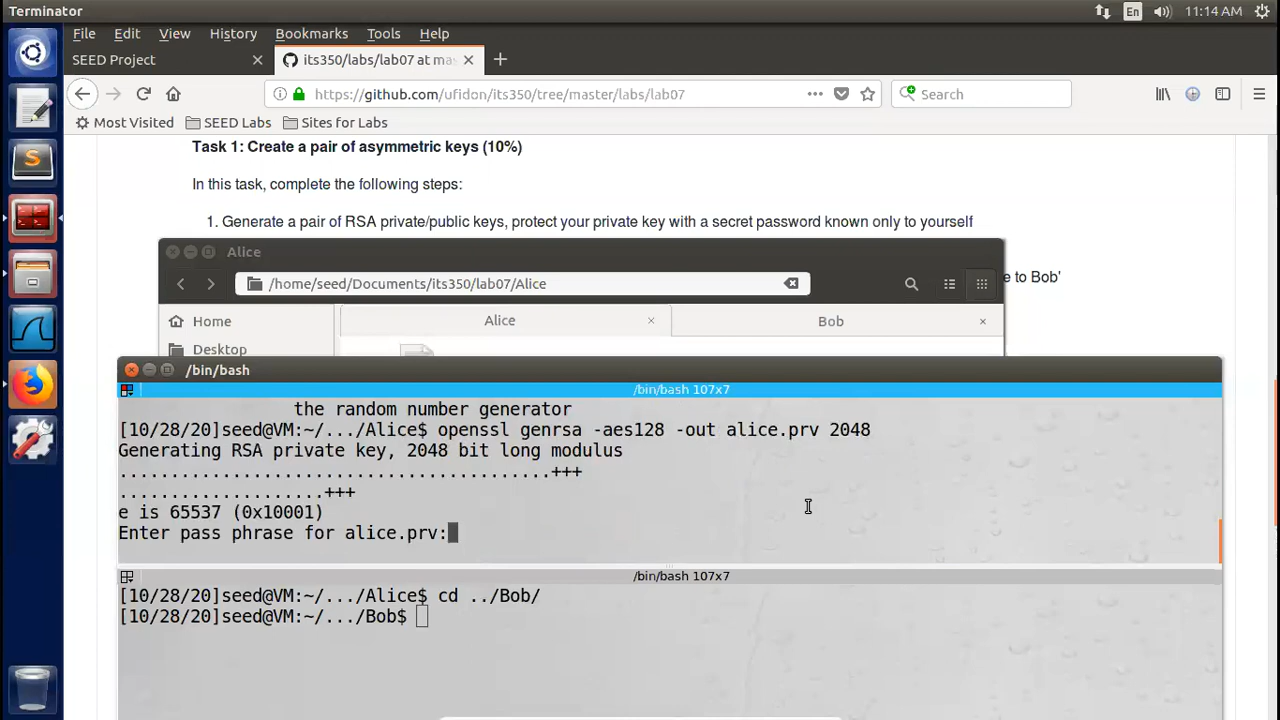 Terminator
En
11:14 AM
File Edit View History Bookmarks Tools Help
SEED Project
its350/labs/lab07 at mas
https://github.com/ufidon/its350/tree/master/labs/lab07
Search
Most Visited SEED Labs Sites for Labs
Task 1: Create a pair of asymmetric keys (10%)
In this task, complete the following steps:
1. Generate a pair of RSA private/public keys, protect your private key with a secret password known only to yourself
Alice
e to Bob'
/home/seed/Documents/its350/lab07/Alice
Home
Alice
Bob
Desktop
/bin/bash
/bin/bash 107x7
the random number generator
[10/28/20]seed@VM:~/.../Alice$ openssl genrsa -aes128 -out alice.prv 2048
Generating RSA private key, 2048 bit long modulus
..........................................+++
....................+++
e is 65537 (0x10001)
Enter pass phrase for alice.prv:
/bin/bash 107x7
[10/28/20]seed@VM:~/.../Alice$ cd ../Bob/
[10/28/20]seed@VM:~/.../Bob$